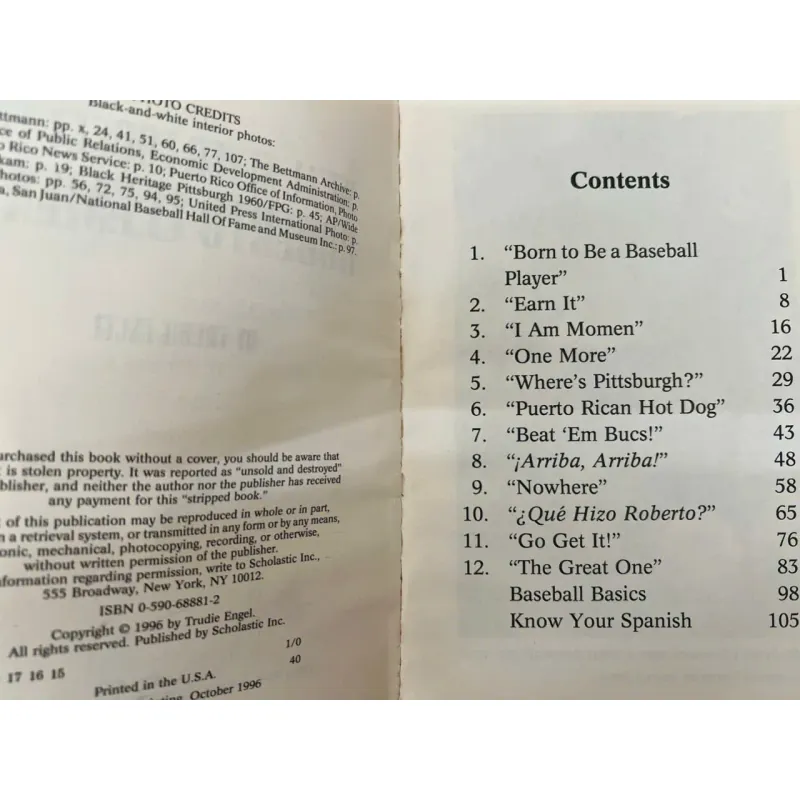 PHOTO CREDITS
Black-and-white interior photos:
ttmann: pp. x, 24, 41, 51, 60, 66, 77, 107; The Bettmann Archive: p.
ce of Public Relations, Economic Development Administration: p.
o Rico News Service: p. 10; Puerto Rico Office of Information, Photo
kam: p. 19; Black Heritage Pittsburgh 1960/FPG: p. 45; AP/Wide
hotos: pp. 56, 72, 75, 94, 95; United Press International Photo: p.
a, San Juan/National Baseball Hall Of Fame and Museum Inc.: p. 97.
urchased this book without a cover, you should be aware that
is stolen property. It was reported as "unsold and destroyed"
blisher, and neither the author nor the publisher has received
any payment for this "stripped book."
of this publication may be reproduced in whole or in part,
n a retrieval system, or transmitted in any form or by any means,
onic, mechanical, photocopying, recording, or otherwise,
without written permission of the publisher.
nformation regarding permission, write to Scholastic Inc.,
555 Broadway, New York, NY 10012.
ISBN 0-590-68881-2
Copyright © 1996 by Trudie Engel.
All rights reserved. Published by Scholastic Inc.
17 16 15 1/0
40
Printed in the U.S.A.
October 1996
Contents
1. "Born to Be a Baseball
Player" 1
2. "Earn It" 8
3. "I Am Momen" 16
4. "One More" 22
5. "Where's Pittsburgh?" 29
6. "Puerto Rican Hot Dog" 36
7. "Beat 'Em Bucs!" 43
8. "¡Arriba, Arriba!" 48
9. "Nowhere" 58
10. "¿Qué Hizo Roberto?" 65
11. "Go Get It!" 76
12. "The Great One" 83
Baseball Basics 98
Know Your Spanish 105